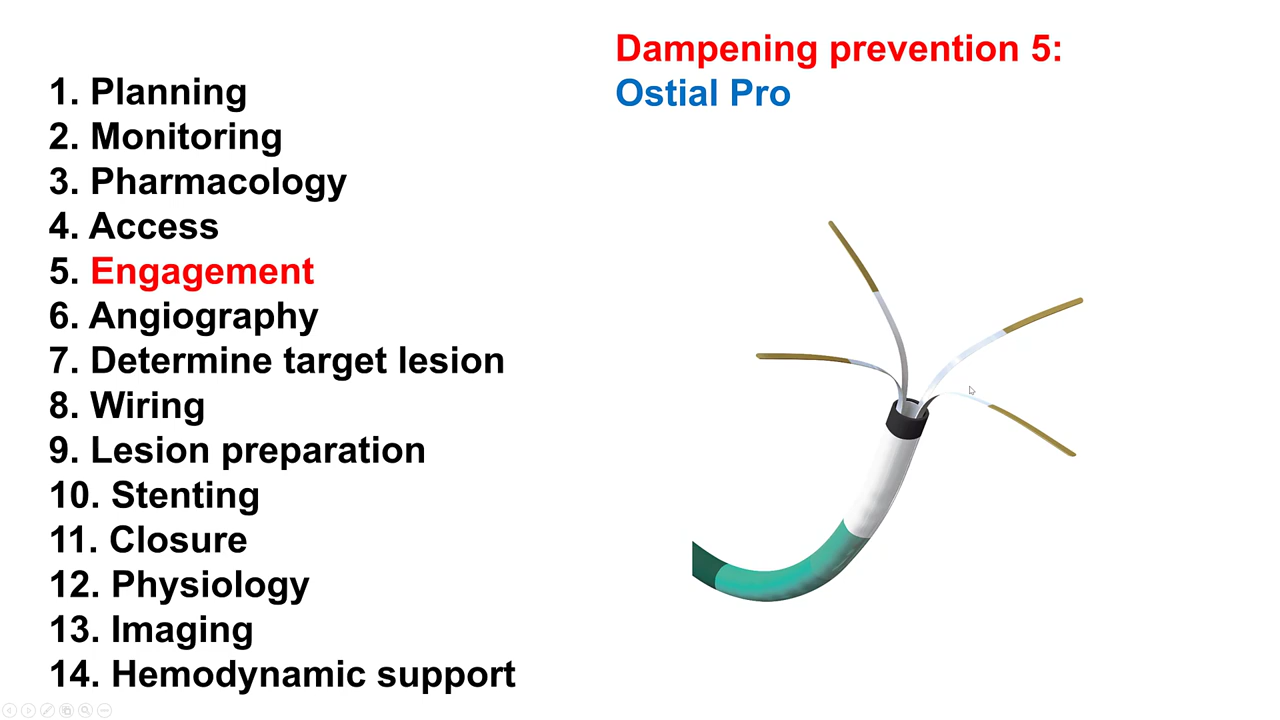 Dampening prevention 5:
Ostial Pro
1. Planning
2. Monitoring
3. Pharmacology
4. Access
5. Engagement
6. Angiography
7. Determine target lesion
8. Wiring
9. Lesion preparation
10. Stenting
11. Closure
12. Physiology
13. Imaging
14. Hemodynamic support